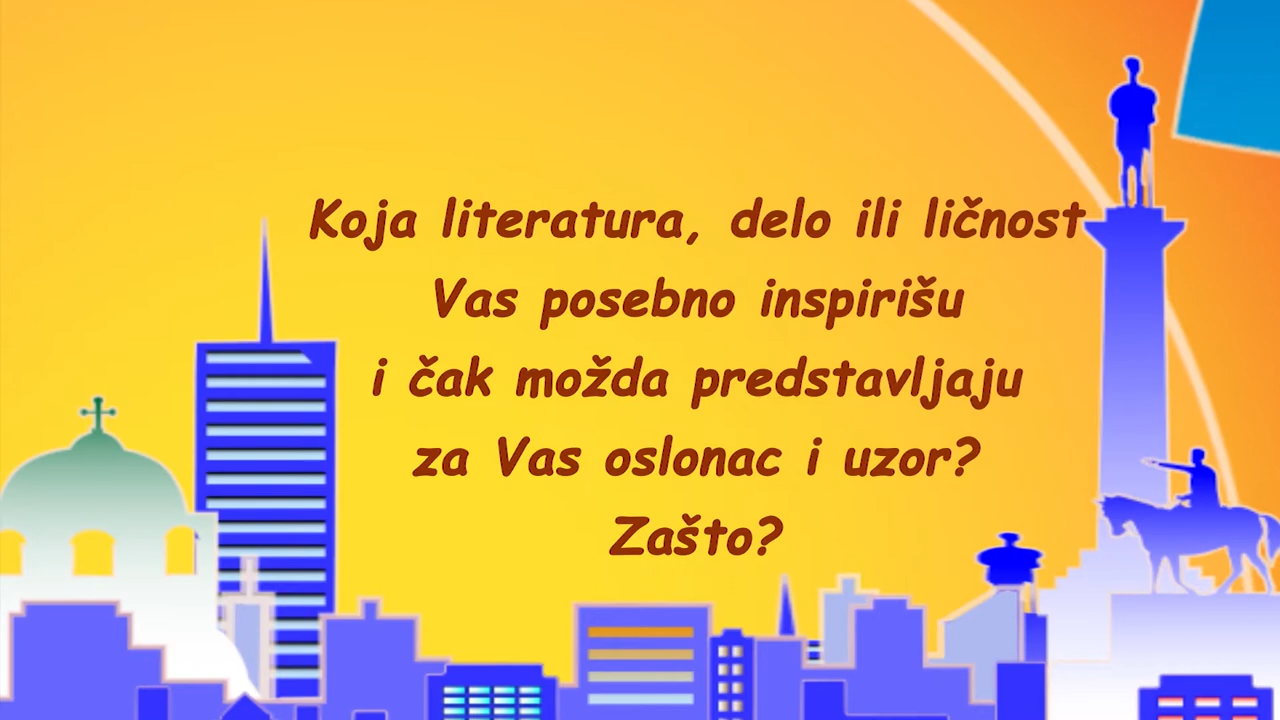 Koja literatura, delo ili ličnost
Vas posebno inspirišu
i čak možda predstavljaju
za Vas oslonac i uzor?
Zašto?